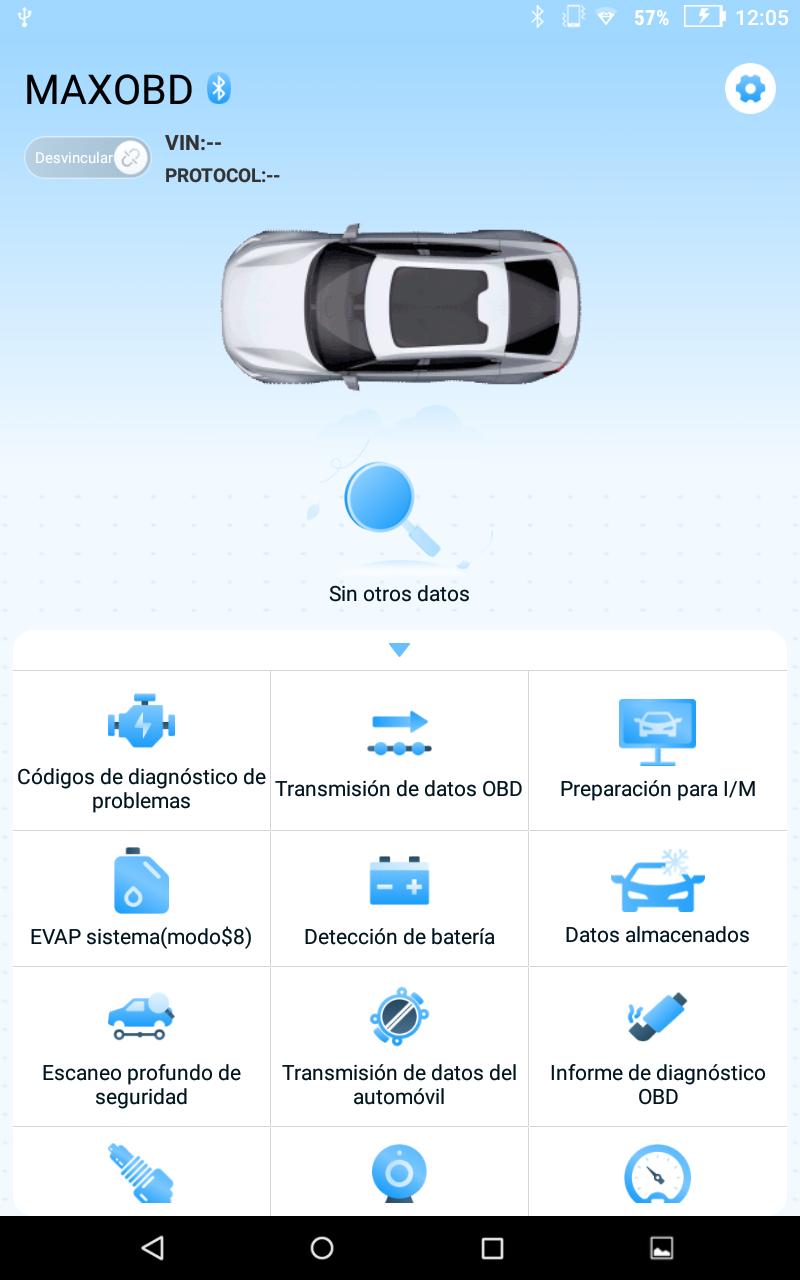 57%
12:05
MAXOBD
Desvincular
VIN:--
PROTOCOL:--
Sin otros datos
Códigos de diagnóstico de
problemas
Transmisión de datos OBD
Preparación para I/M
EVAP sistema(modo$8)
Detección de batería
Datos almacenados
Escaneo profundo de
seguridad
Transmisión de datos del
automóvil
Informe de diagnóstico
OBD